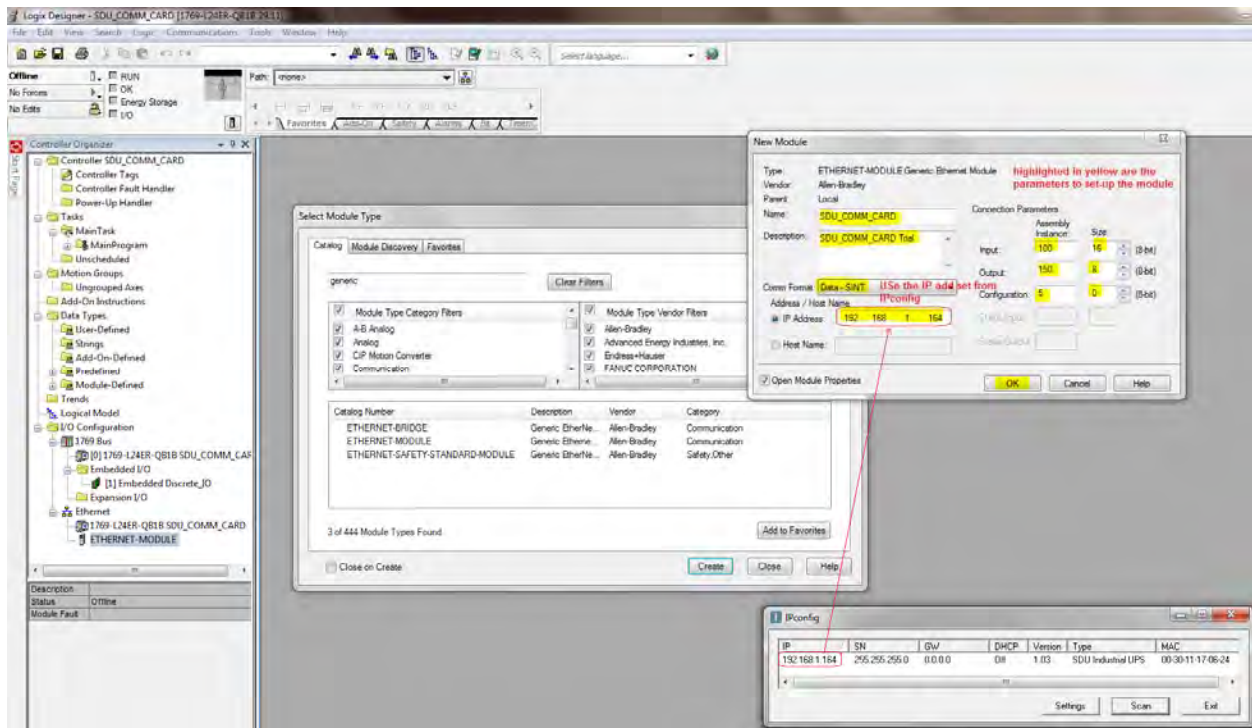 Logix Designer - SDU_COMM_CARD [1769-L24ER-QB1B 29.11]
File Edit View Search Logic Communications Tools Window Help
Select language...
Offline
RUN
Path: <none>
No Forces
OK
No Edits
Energy Storage
I/O
Favorites Add-On Safety Alarms Bit Timer
Start Page
Controller Organizer
Controller SDU_COMM_CARD
Controller Tags
Controller Fault Handler
Power-Up Handler
Tasks
MainTask
MainProgram
Unscheduled
Motion Groups
Ungrouped Axes
Add-On Instructions
Data Types
User-Defined
Strings
Add-On-Defined
Predefined
Module-Defined
Trends
Logical Model
I/O Configuration
1769 Bus
[0] 1769-L24ER-QB1B SDU_COMM_CAR
Embedded I/O
[1] Embedded Discrete_IO
Expansion I/O
Ethernet
1769-L24ER-QB1B SDU_COMM_CARD
ETHERNET-MODULE
Description
Status Offline
Module Fault
Select Module Type
Catalog Module Discovery Favorites
generic
Clear Filters
Module Type Category Filters
A-B Analog
Analog
CIP Motion Converter
Communication
Module Type Vendor Filters
Allen-Bradley
Advanced Energy Industries, Inc.
Endress+Hauser
FANUC CORPORATION
Catalog Number Description Vendor Category
ETHERNET-BRIDGE Generic EtherNe... Allen-Bradley Communication
ETHERNET-MODULE Generic Etherne... Allen-Bradley Communication
ETHERNET-SAFETY-STANDARD-MODULE Generic EtherNe... Allen-Bradley Safety,Other
3 of 444 Module Types Found
Add to Favorites
Close on Create
Create Close Help
New Module
Type: ETHERNET-MODULE Generic Ethernet Module
Vendor: Allen-Bradley
Parent: Local
highlighted in yellow are the
parameters to set-up the module
Name: SDU_COMM_CARD
Description: SDU_COMM_CARD Trial
Connection Parameters
Assembly
Instance: Size:
Input: 100 16 (8-bit)
Output: 150 8 (8-bit)
Configuration: 5 0 (8-bit)
Comm Format: Data - SINT
USe the IP add set from
IPconfig
Address / Host Name
IP Address: 192 168 1 164
Host Name:
Status Input:
Status Output:
Open Module Properties
OK Cancel Help
IPconfig
IP SN GW DHCP Version Type MAC
192.168.1.164 255.255.255.0 0.0.0.0 Off 1.03 SDU Industrial UPS 00-30-11-17-06-24
Settings Scan Exit